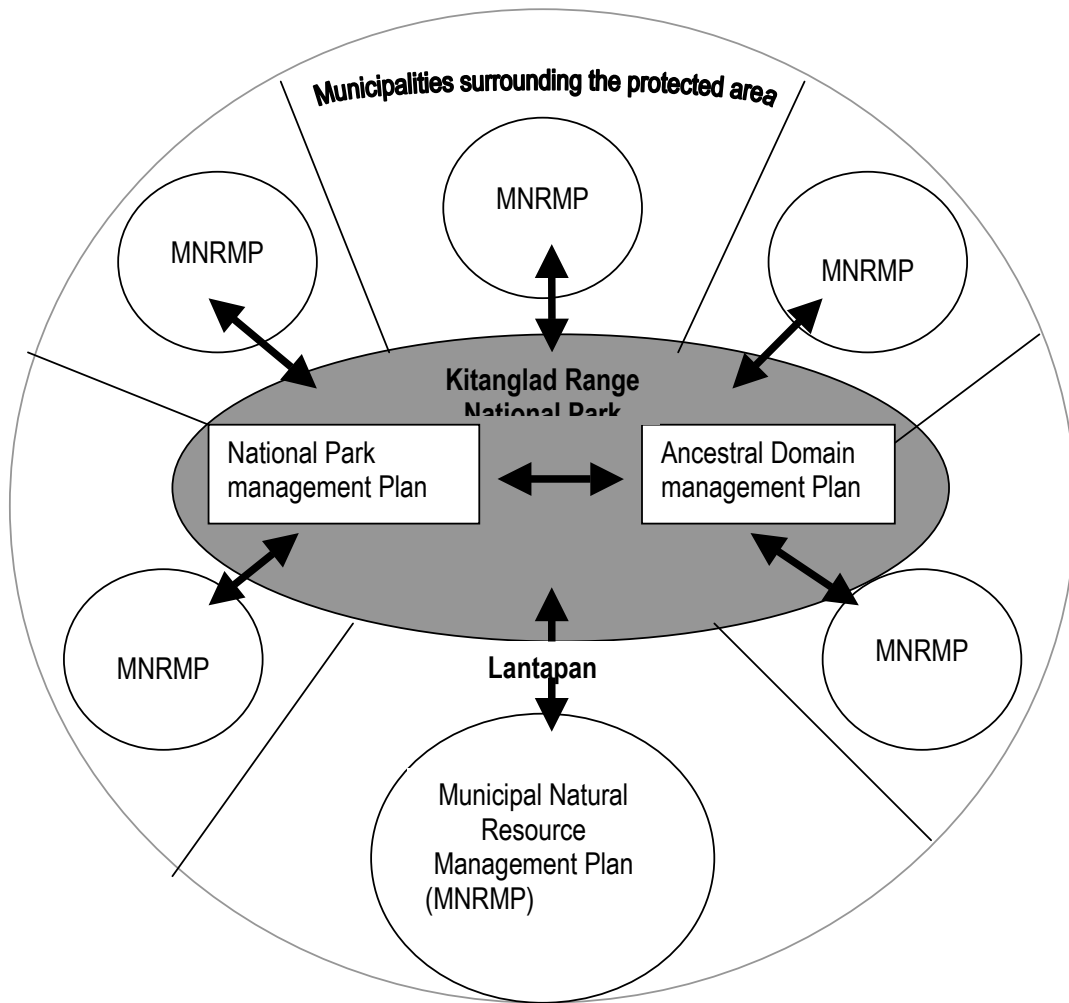 Municipalities surrounding the protected area
MNRMP
MNRMP
MNRMP
Kitanglad Range
National Park
National Park
management Plan
Ancestral Domain
management Plan
MNRMP
MNRMP
Lantapan
Municipal Natural
Resource
Management Plan
(MNRMP)